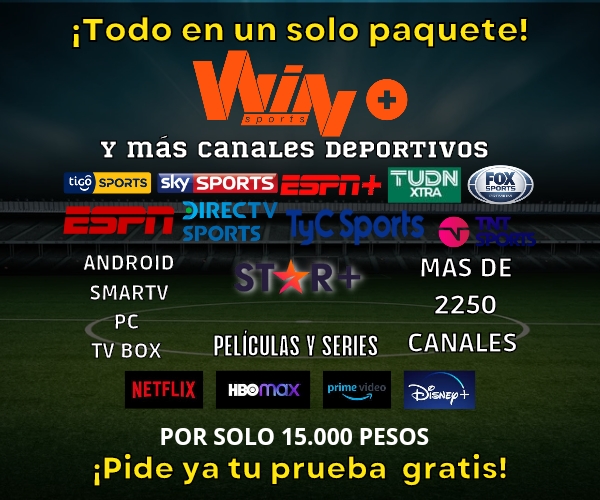 ¡Todo en un solo paquete!
WiN +
sports
Y más canales deportivos
tigo SPORTS sky SPORTS ESPN+ TUDN XTRA FOX SPORTS
ESPN DIRECTV SPORTS TyC Sports TNT SPORTS
ANDROID
SMARTV
PC
TV BOX
STAR+
MAS DE
2250
CANALES
PELÍCULAS Y SERIES
NETFLIX HBOmax prime video Disney+
POR SOLO 15.000 PESOS
¡Pide ya tu prueba gratis!